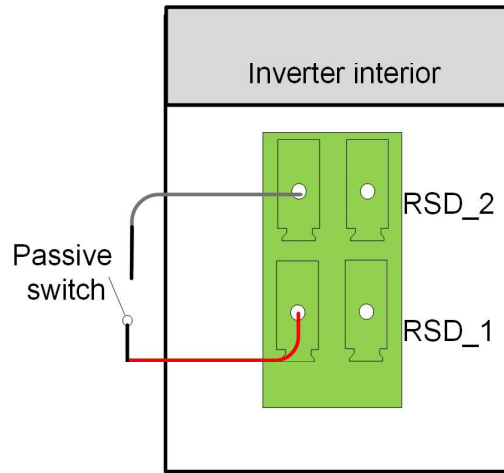 Inverter interior
RSD_2
Passive
switch
RSD_1